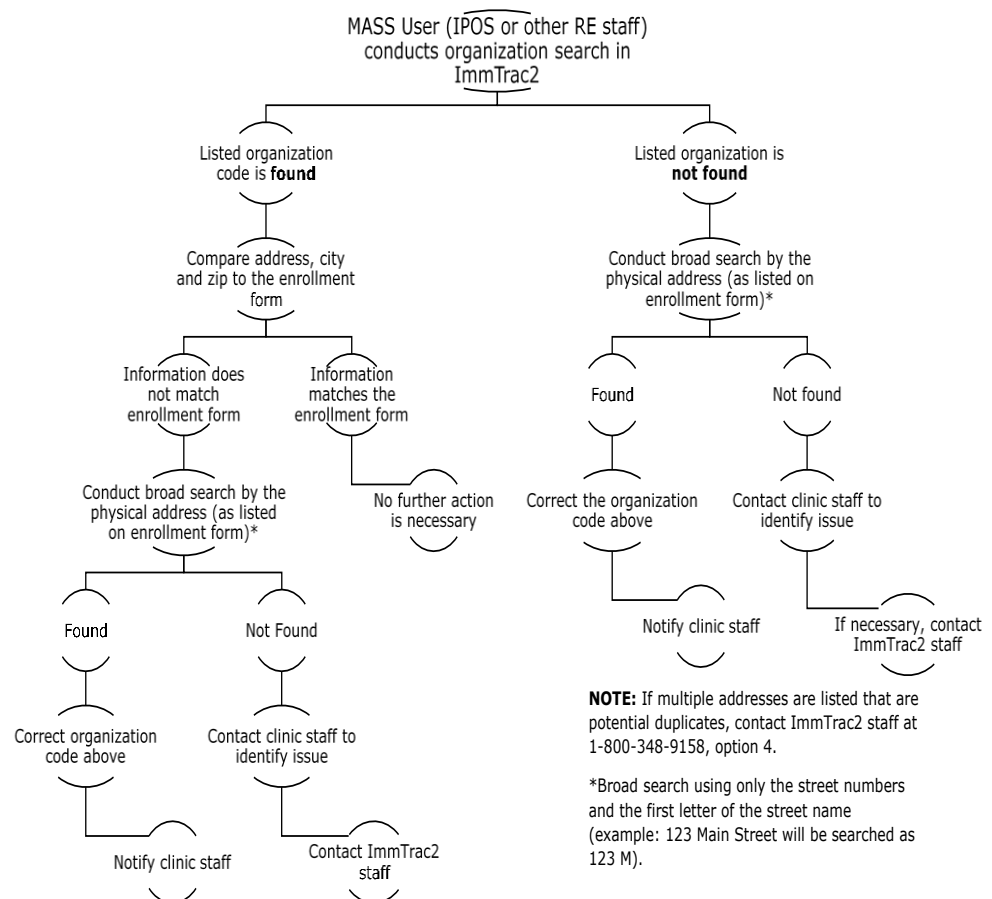 MASS User (IPOS or other RE staff)
conducts organization search in
ImmTrac2
Listed organization
code is found
Listed organization is
not found
Compare address, city
and zip to the enrollment
form
Conduct broad search by the
physical address (as listed on
enrollment form)*
Information does
not match
enrollment form
Information
matches the
enrollment form
Found
Not found
Conduct broad search by the
physical address (as listed
on enrollment form)*
No further action
is necessary
Correct the organization
code above
Contact clinic staff to
identify issue
Found
Not Found
Notify clinic staff
If necessary, contact
ImmTrac2 staff
Correct organization
code above
Contact clinic staff to
identify issue
Notify clinic staff
Contact ImmTrac2
staff
NOTE: If multiple addresses are listed that are
potential duplicates, contact ImmTrac2 staff at
1-800-348-9158, option 4.
*Broad search using only the street numbers
and the first letter of the street name
(example: 123 Main Street will be searched as
123 M).